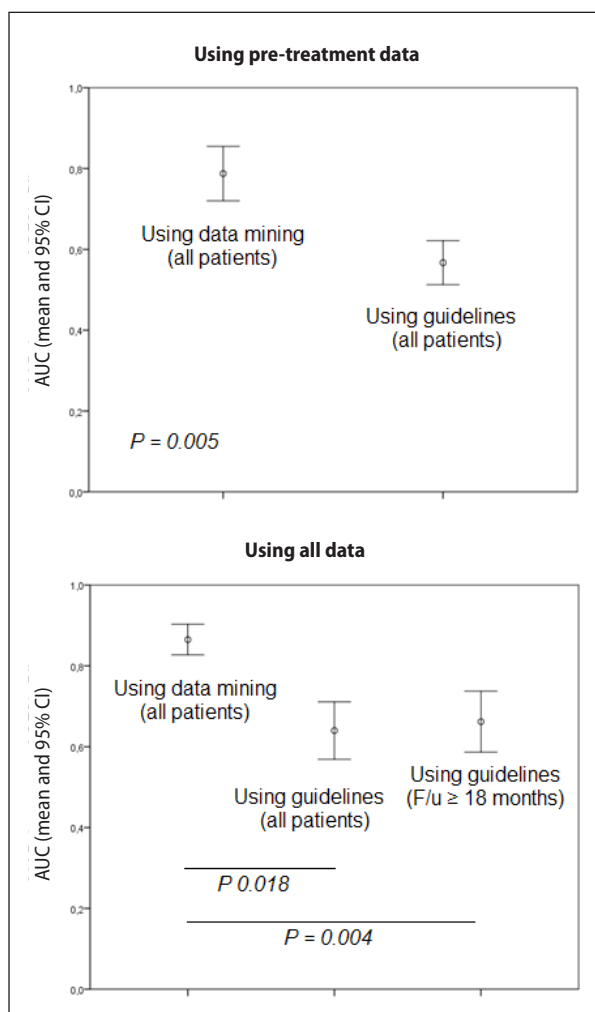 Using pre-treatment data
AUC (mean and 95% CI)
1,0
0,8
0,6
0,4
0,2
0,0
Using data mining
(all patients)
Using guidelines
(all patients)
P = 0.005
Using all data
AUC (mean and 95% CI)
1,0
0,8
0,6
0,4
0,2
0,0
Using data mining
(all patients)
Using guidelines
(all patients)
Using guidelines
(F/u ≥ 18 months)
P 0.018
P = 0.004